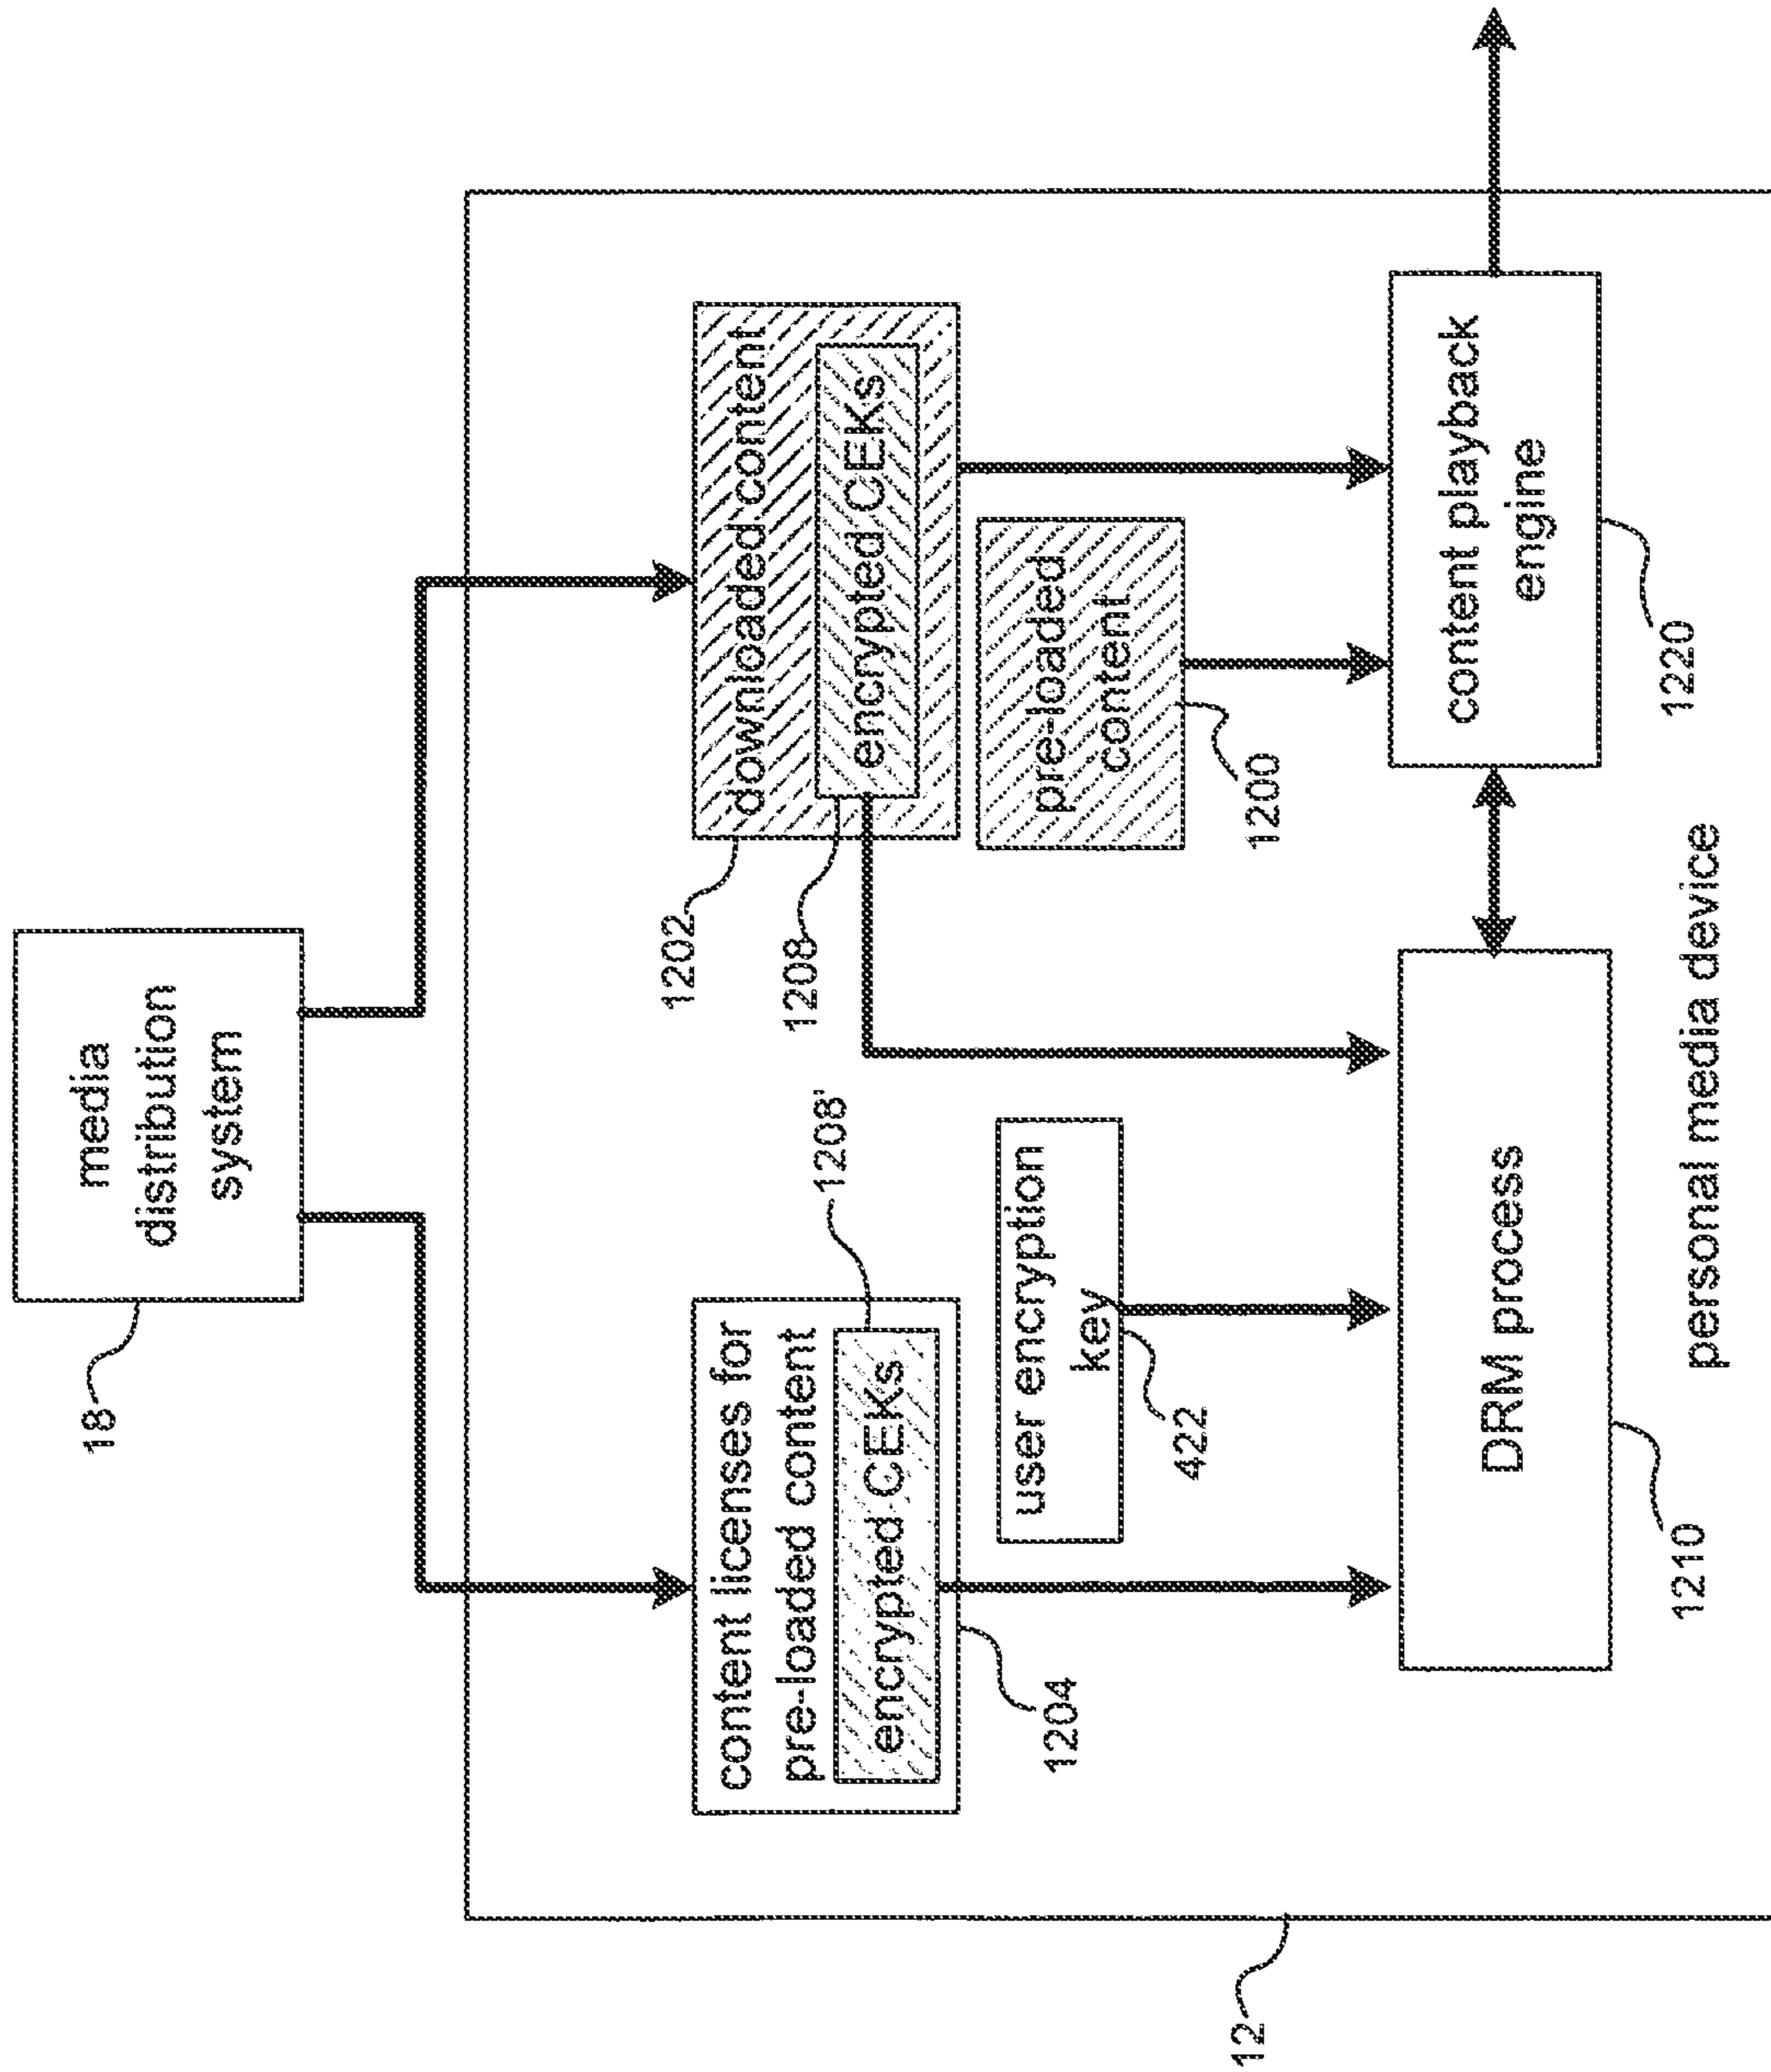 media
distribution
system
18
content licenses for
pre-loaded content
encrypted CEKs
1208'
1204
downloaded content
encrypted CEKs
1202
1208
user encryption
key
422
pre-loaded
content
1200
DRM process
1210
content playback
engine
1220
personal media device
12